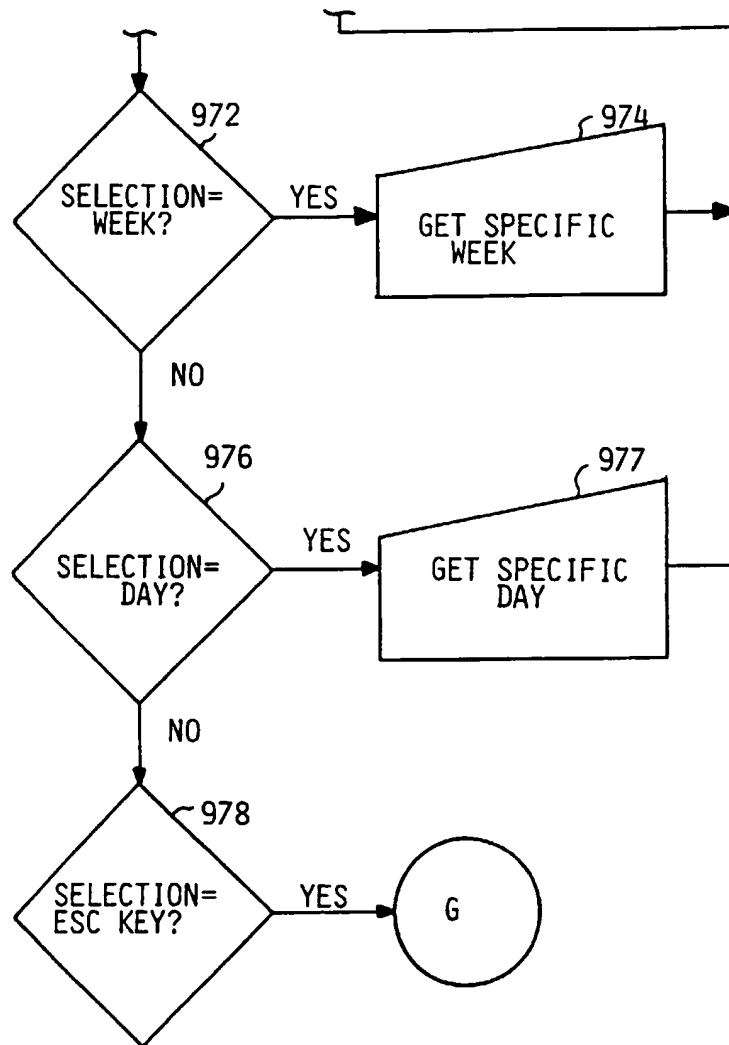 972
974
SELECTION=
WEEK?
YES
GET SPECIFIC
WEEK
NO
976
977
SELECTION=
DAY?
YES
GET SPECIFIC
DAY
NO
978
SELECTION=
ESC KEY?
YES
G